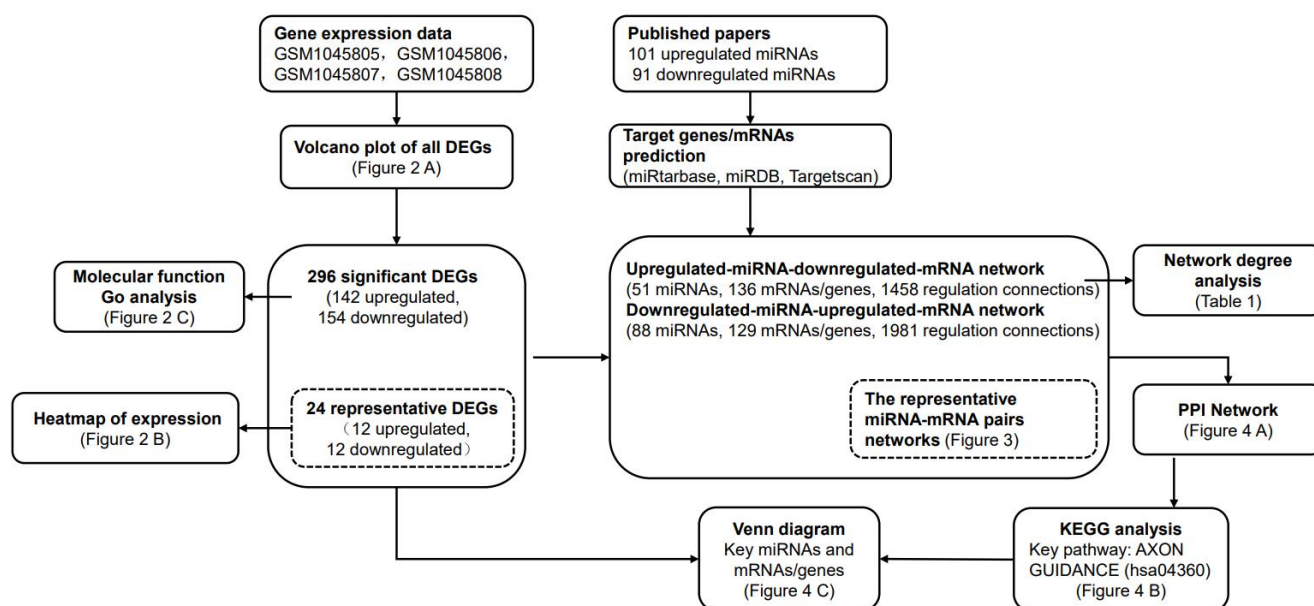 Gene expression data
GSM1045805，GSM1045806，
GSM1045807，GSM1045808
Published papers
101 upregulated miRNAs
91 downregulated miRNAs
Volcano plot of all DEGs
(Figure 2 A)
Target genes/mRNAs
prediction
(miRtarbase, miRDB, Targetscan)
Molecular function
Go analysis
(Figure 2 C)
296 significant DEGs
(142 upregulated,
154 downregulated)
Upregulated-miRNA-downregulated-mRNA network
(51 miRNAs, 136 mRNAs/genes, 1458 regulation connections)
Downregulated-miRNA-upregulated-mRNA network
(88 miRNAs, 129 mRNAs/genes, 1981 regulation connections)
Network degree
analysis
(Table 1)
Heatmap of expression
(Figure 2 B)
24 representative DEGs
（12 upregulated,
12 downregulated）
The representative
miRNA-mRNA pairs
networks (Figure 3)
PPI Network
(Figure 4 A)
Venn diagram
Key miRNAs and
mRNAs/genes
(Figure 4 C)
KEGG analysis
Key pathway: AXON
GUIDANCE (hsa04360)
(Figure 4 B)